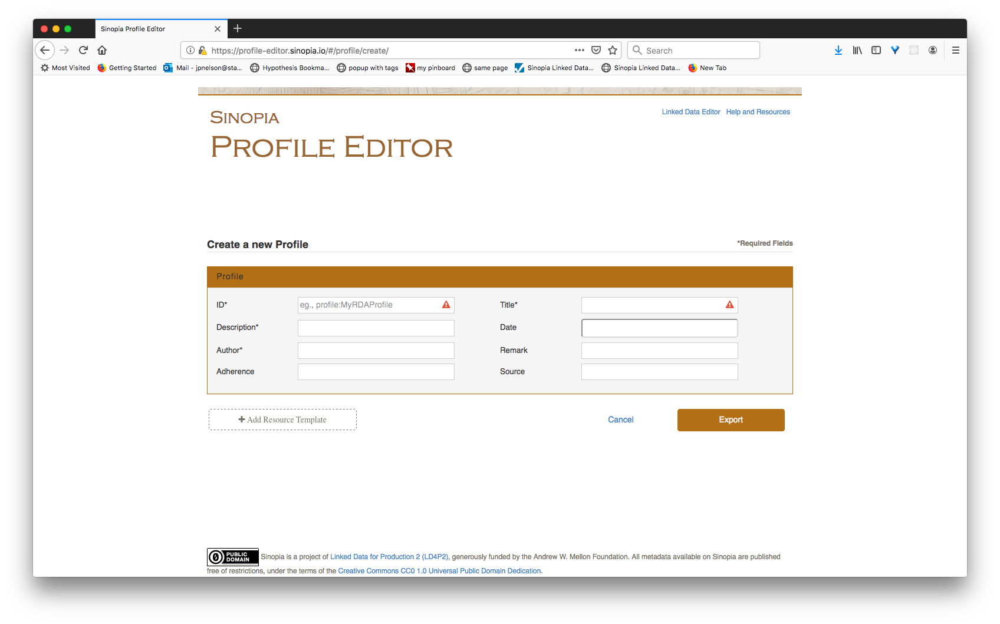 Sinopia Profile Editor
https://profile-editor.sinopia.io/#/profile/create/
Search
Most Visited Getting Started Mail - jpnelson@sta... Hypothesis Bookma... popup with tags my pinboard same page Sinopia Linked Data... Sinopia Linked Data... New Tab
Linked Data Editor Help and Resources
Sinopia
Profile Editor
Create a new Profile *Required Fields
Profile
ID* eg., profile:MyRDAProfile Title*
Description* Date
Author* Remark
Adherence Source
Add Resource Template Cancel Export
PUBLIC
DOMAIN
Sinopia is a project of Linked Data for Production 2 (LD4P2), generously funded by the Andrew W. Mellon Foundation. All metadata available on Sinopia are published
free of restrictions, under the terms of the Creative Commons CC0 1.0 Universal Public Domain Dedication.